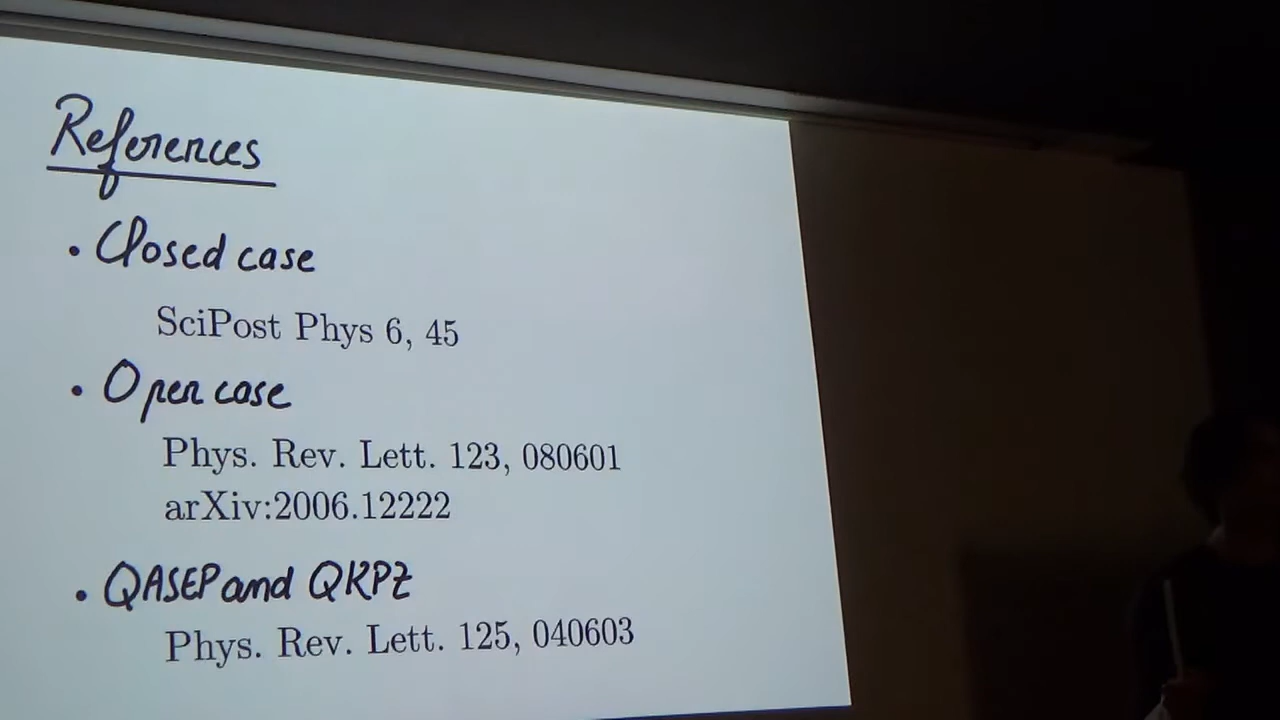 References
• Closed case
SciPost Phys 6, 45
• Open case
Phys. Rev. Lett. 123, 080601
arXiv:2006.12222
• QASEP and QKPZ
Phys. Rev. Lett. 125, 040603